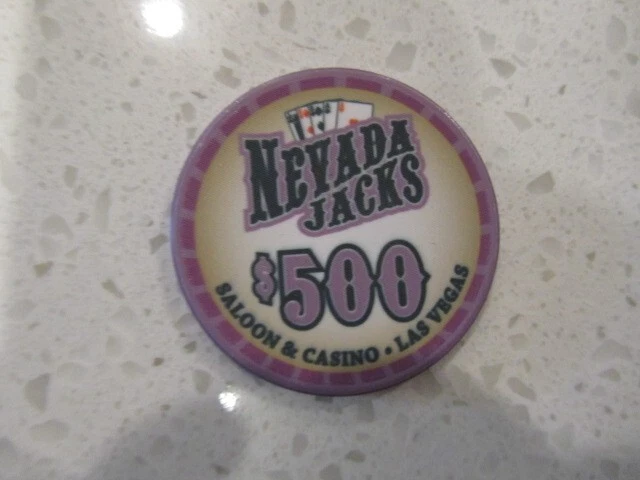 NEVADA
JACKS
$500
SALOON & CASINO • LAS VEGAS